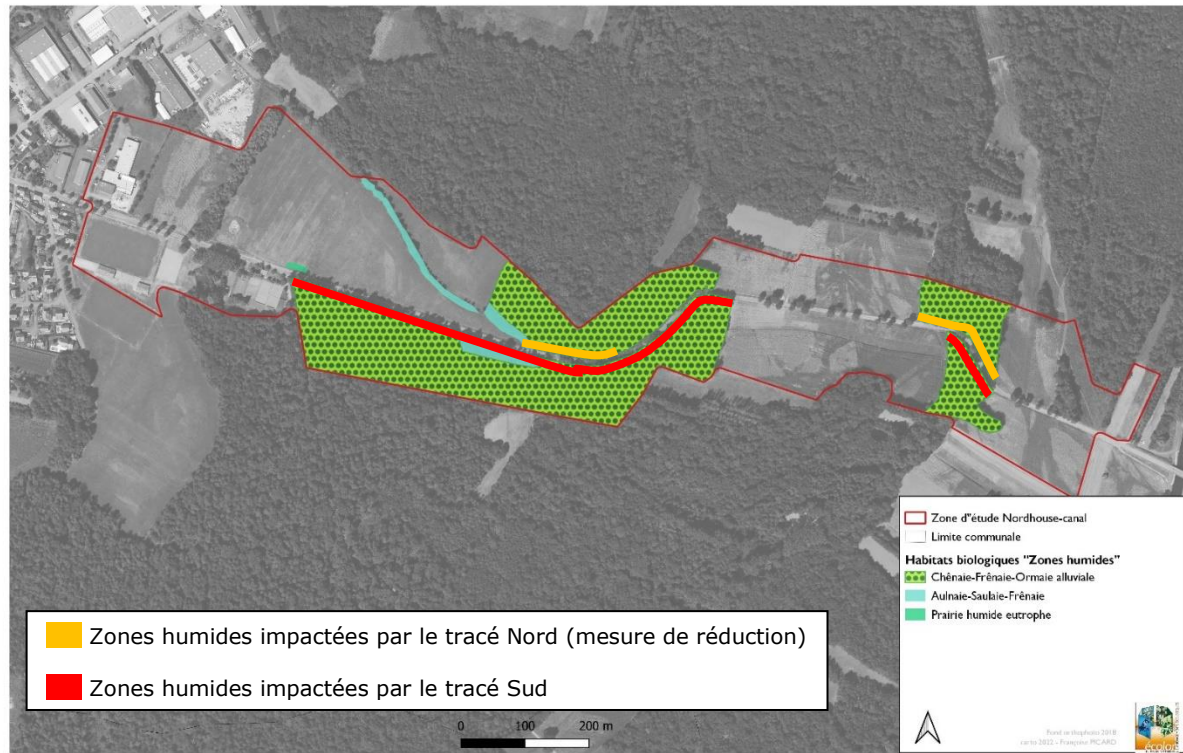 Zone d"étude Nordhouse-canal
Limite communale
Habitats biologiques "Zones humides"
Chênaie-Frênaie-Ormaie alluviale
Aulnaie-Saulaie-Frênaie
Prairie humide eutrophe
Zones humides impactées par le tracé Nord (mesure de réduction)
Zones humides impactées par le tracé Sud
0 100 200 m
Fond orthophoto 2018
carto 2022 - Françoise PICARD
écolor